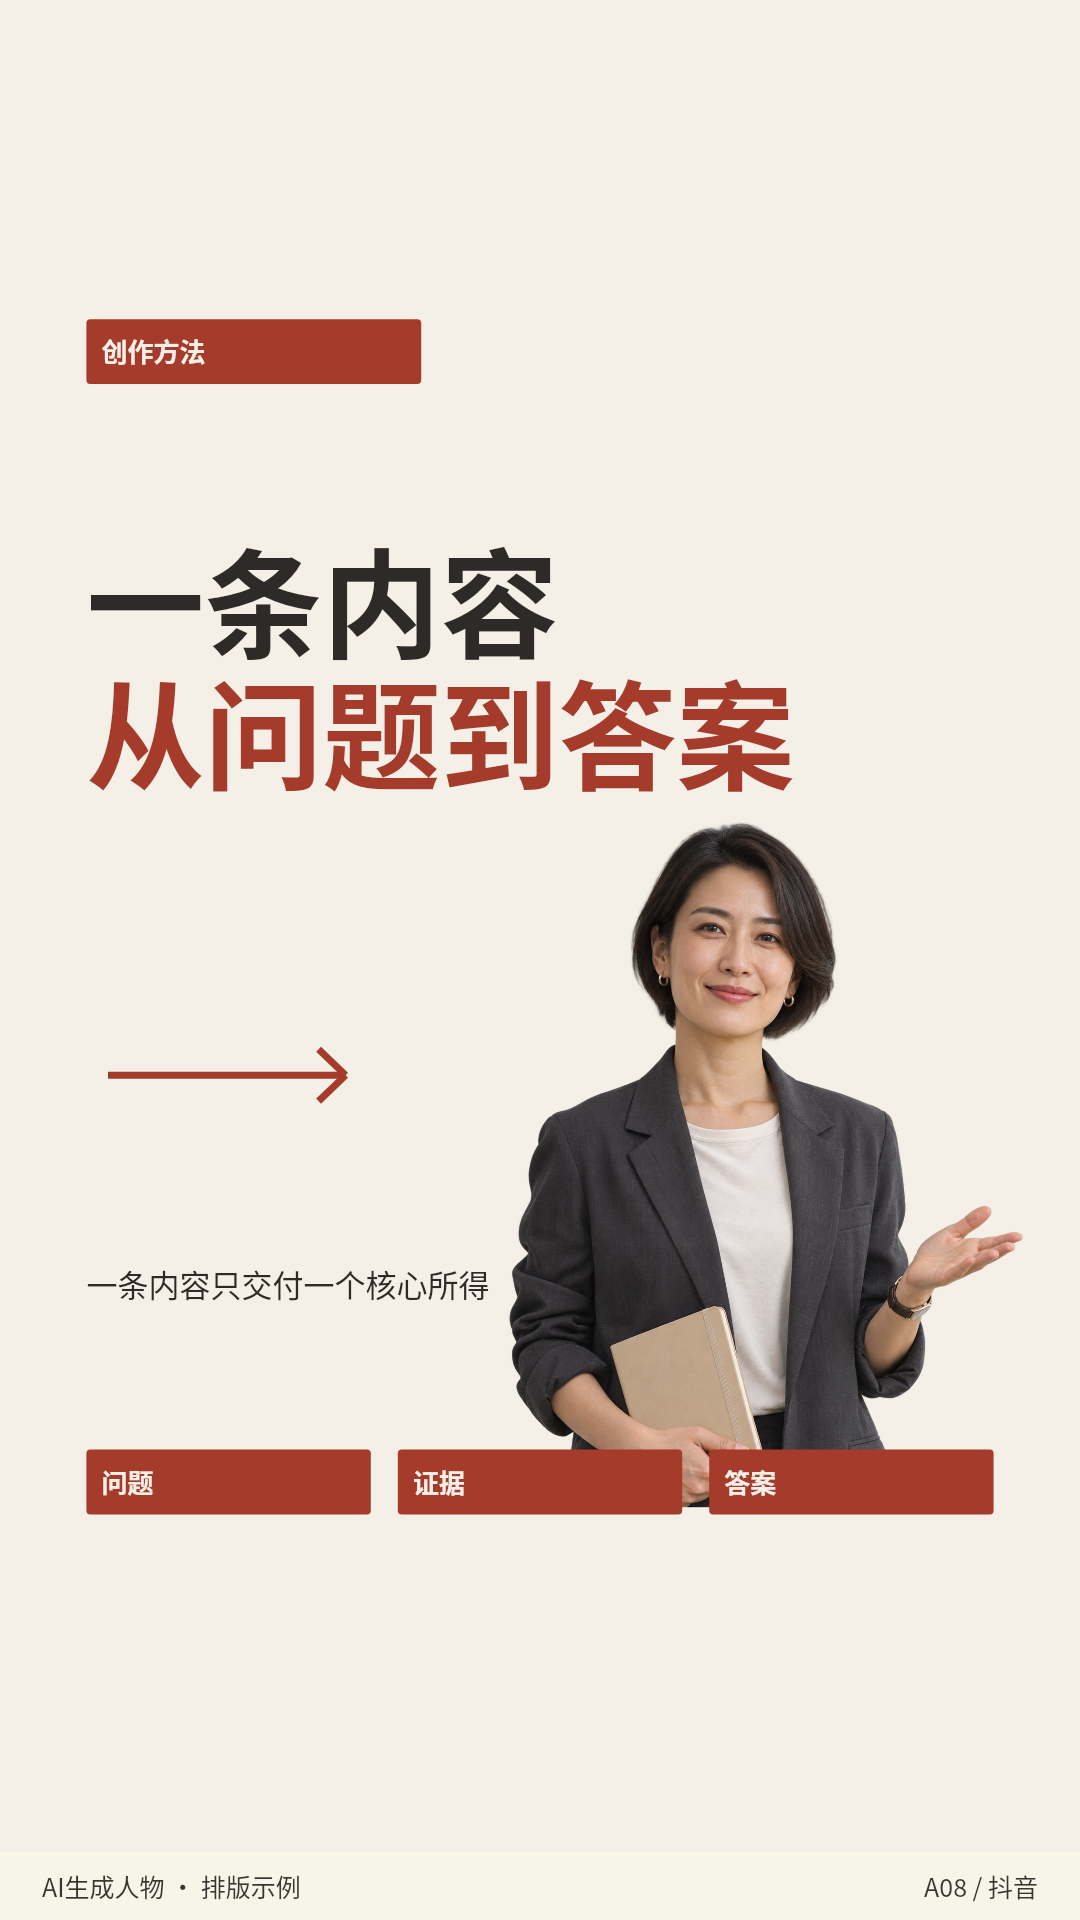 创作方法
一条内容
从问题到答案
一条内容只交付一个核心所得
问题
证据
答案
AI生成人物 · 排版示例
A08 / 抖音